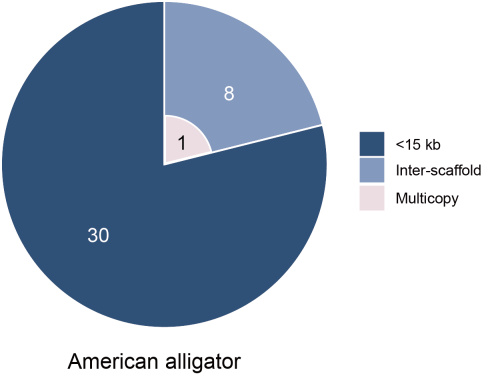 8
1
30
<15 kb
Inter-scaffold
Multicopy
American alligator